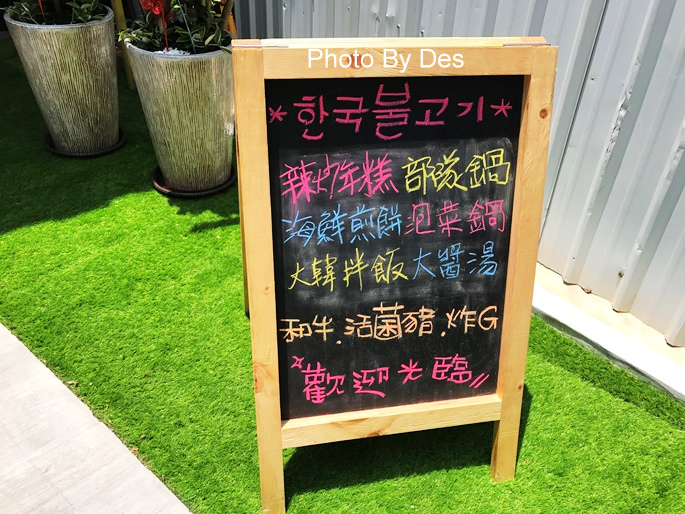 Photo By Des
*한국불고기*
辣炒年糕 部隊鍋
海鮮煎餅 泡菜鍋
大韓拌飯 大醬湯
和牛.活菌豬.炸G
歡迎光臨